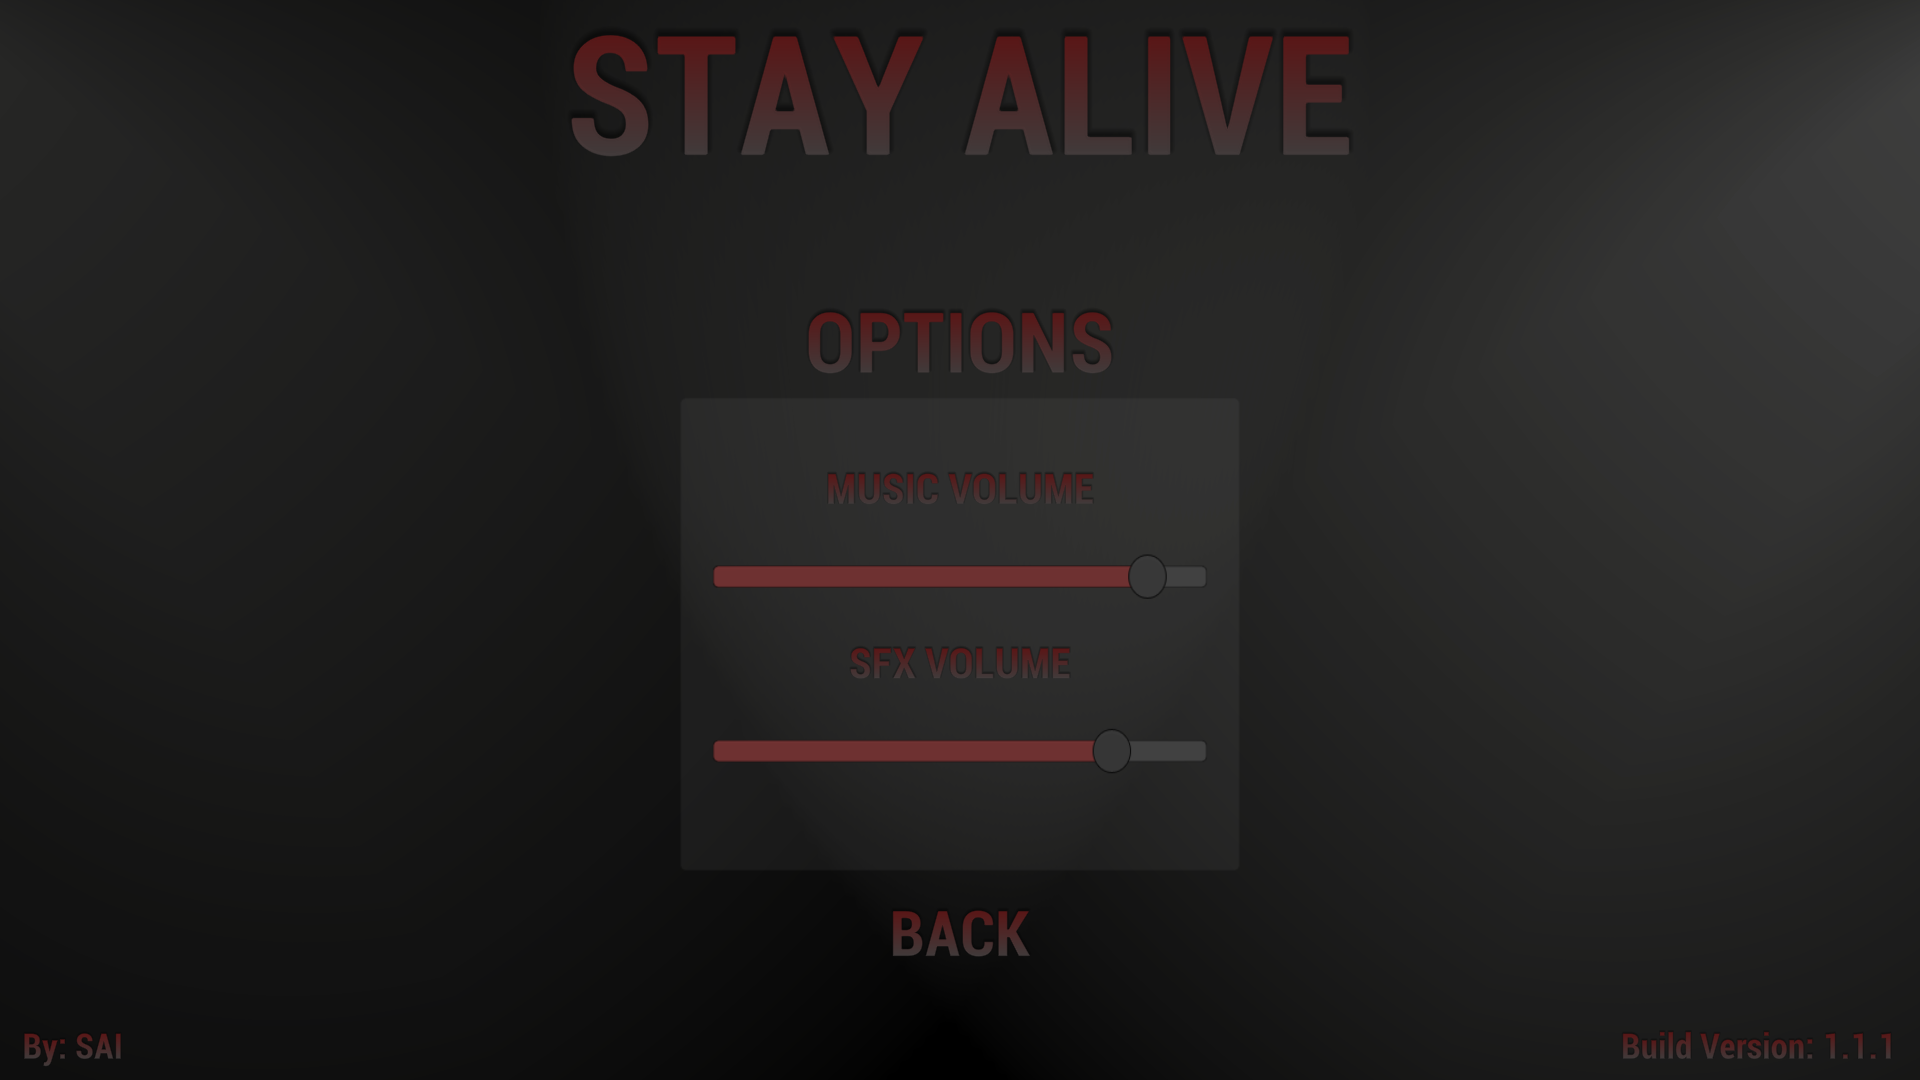 STAY ALIVE
OPTIONS
MUSIC VOLUME
SFX VOLUME
BACK
By: SAI
Build Version: 1.1.1